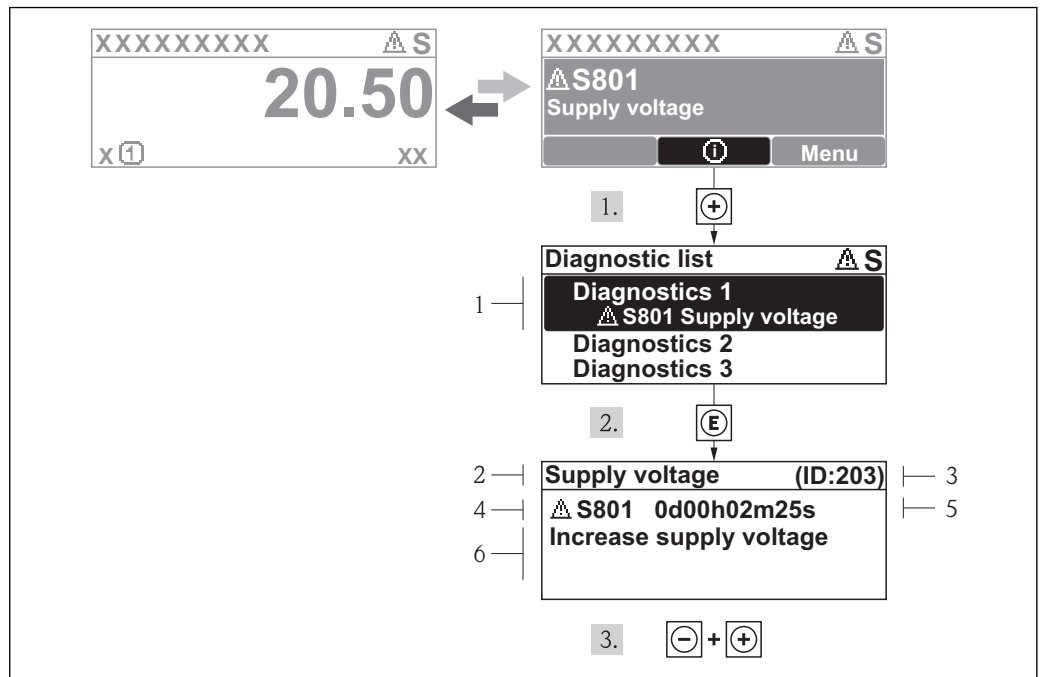 XXXXXXXXX ⚠ S
20.50
X ① XX
XXXXXXXXX ⚠ S
⚠ S801
Supply voltage
ⓘ Menu
1. +
Diagnostic list ⚠ S
1
Diagnostics 1
⚠ S801 Supply voltage
Diagnostics 2
Diagnostics 3
2. E
2 Supply voltage (ID:203) 3
4 ⚠ S801 0d00h02m25s 5
6 Increase supply voltage
3. - + +